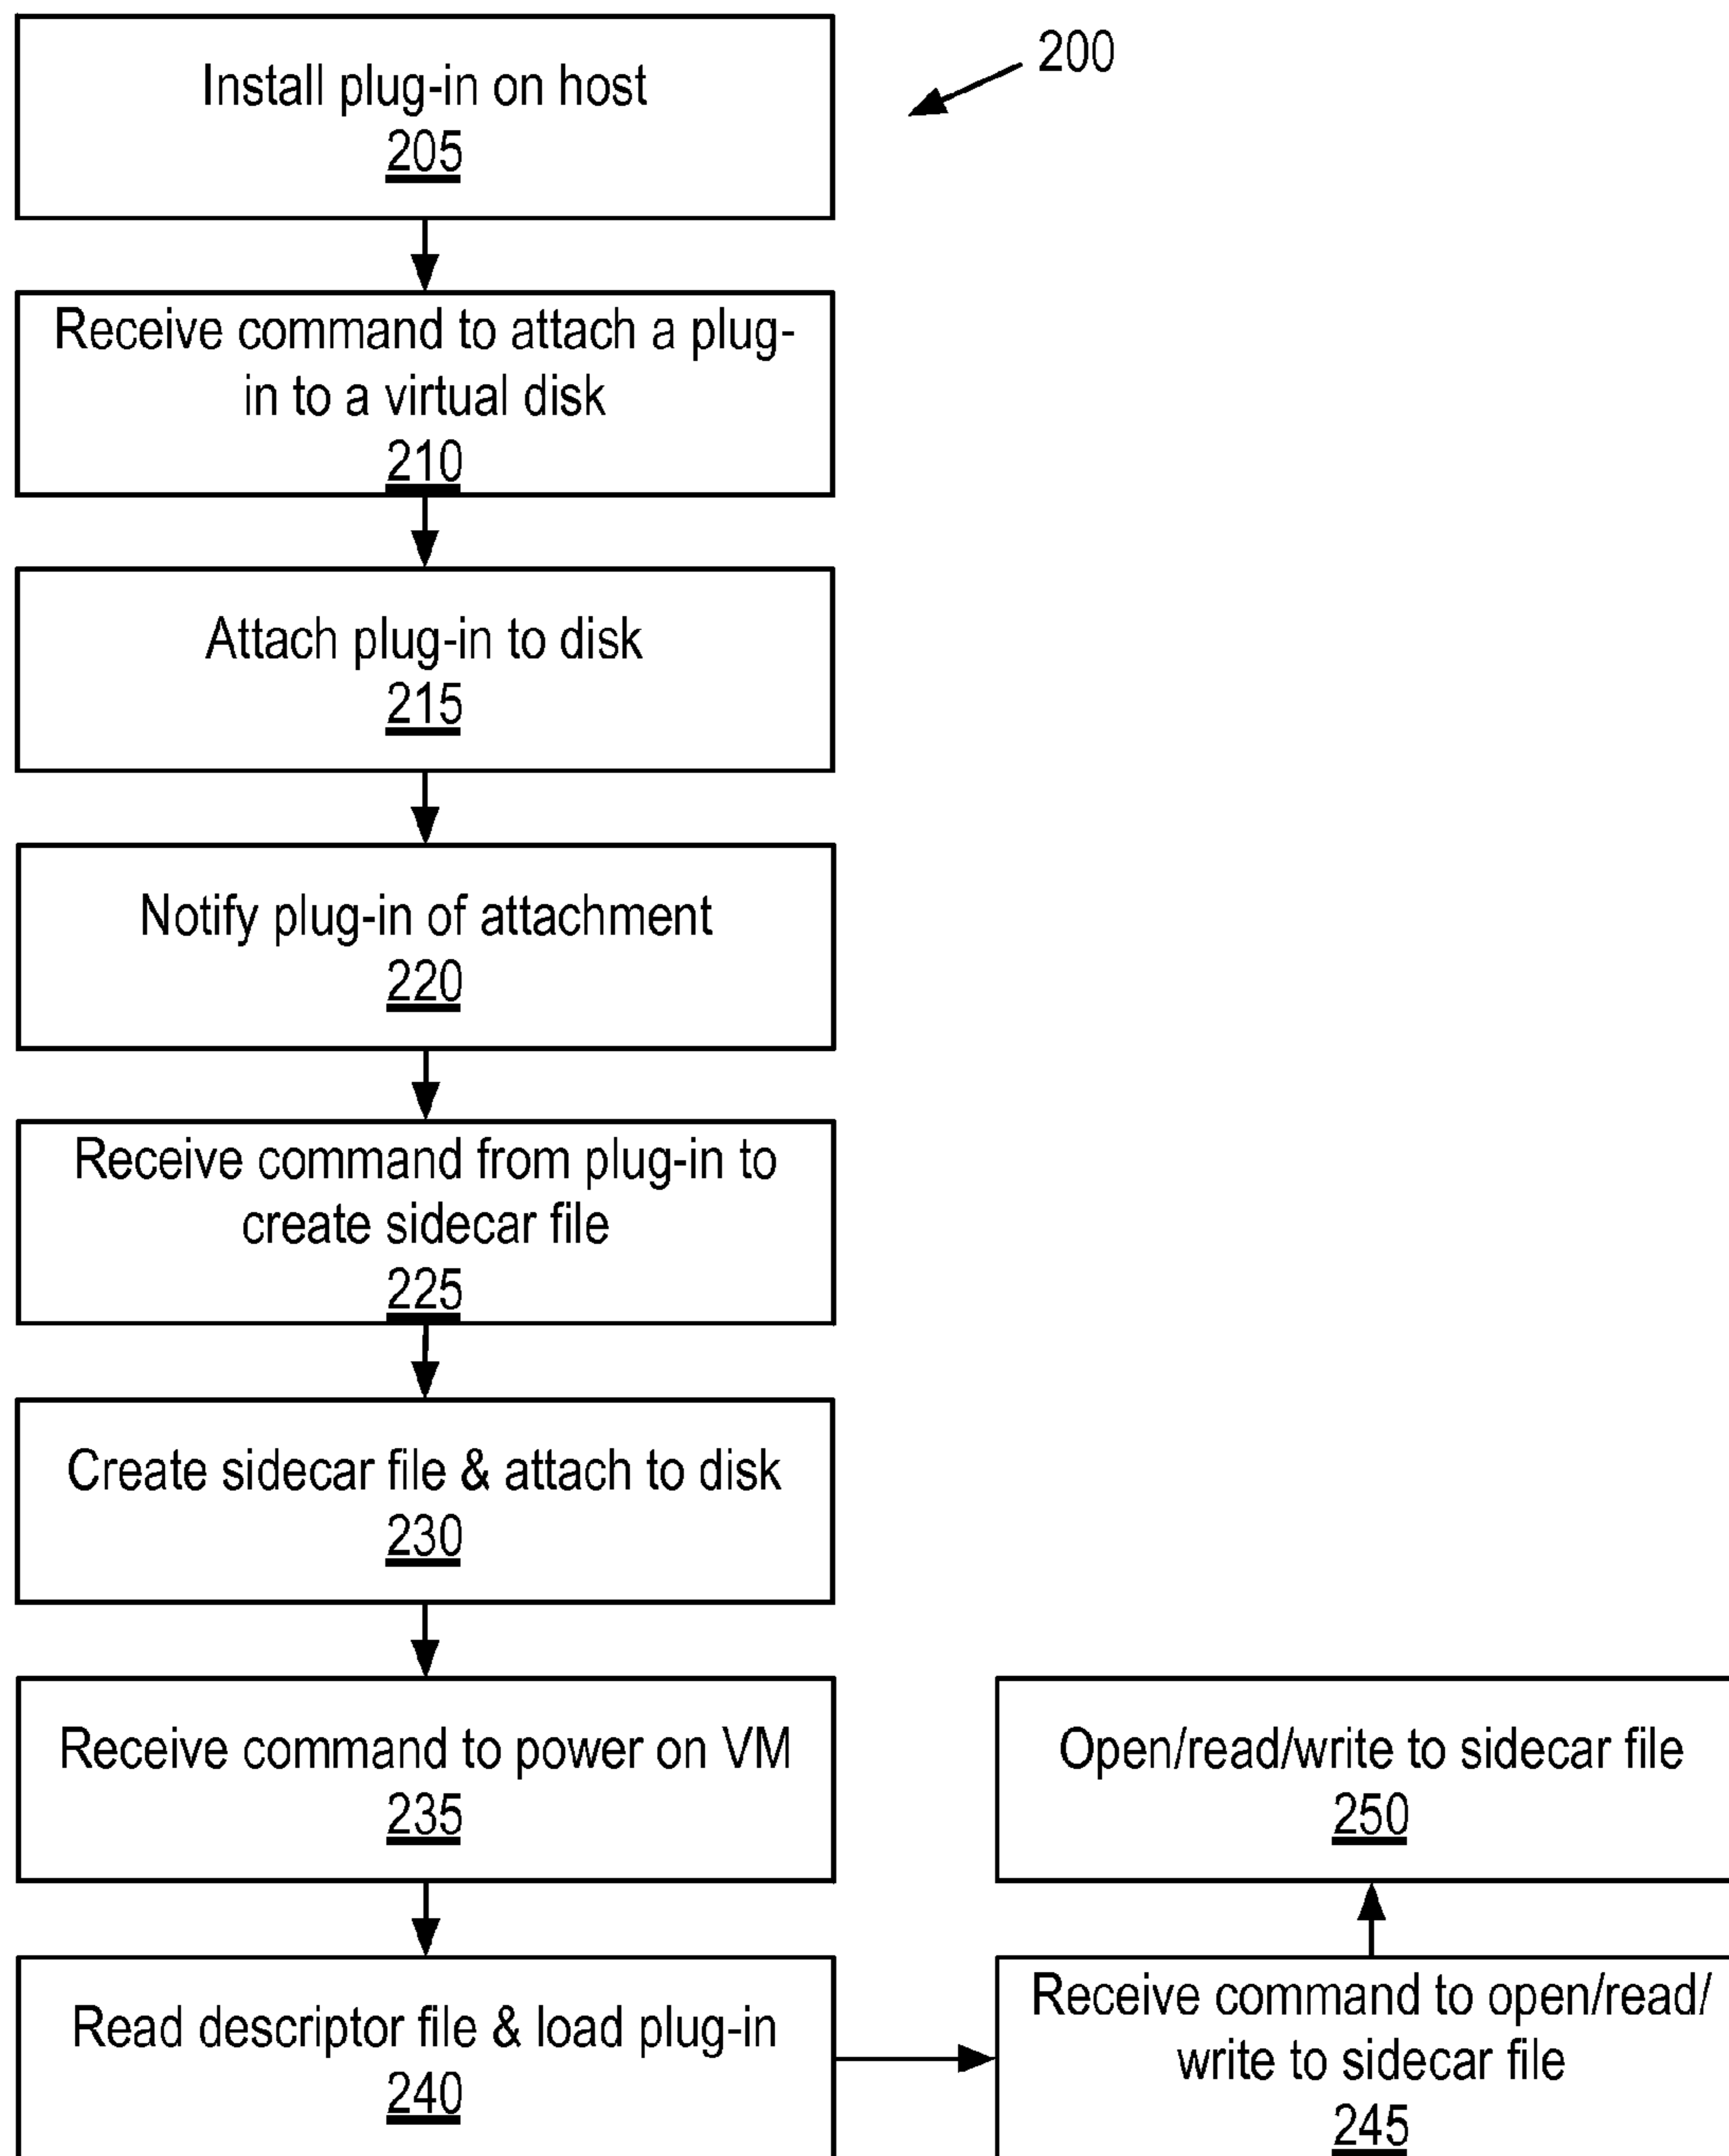 Install plug-in on host
205
200
Receive command to attach a plug-
in to a virtual disk
210
Attach plug-in to disk
215
Notify plug-in of attachment
220
Receive command from plug-in to
create sidecar file
225
Create sidecar file & attach to disk
230
Receive command to power on VM
235
Read descriptor file & load plug-in
240
Receive command to open/read/
write to sidecar file
245
Open/read/write to sidecar file
250